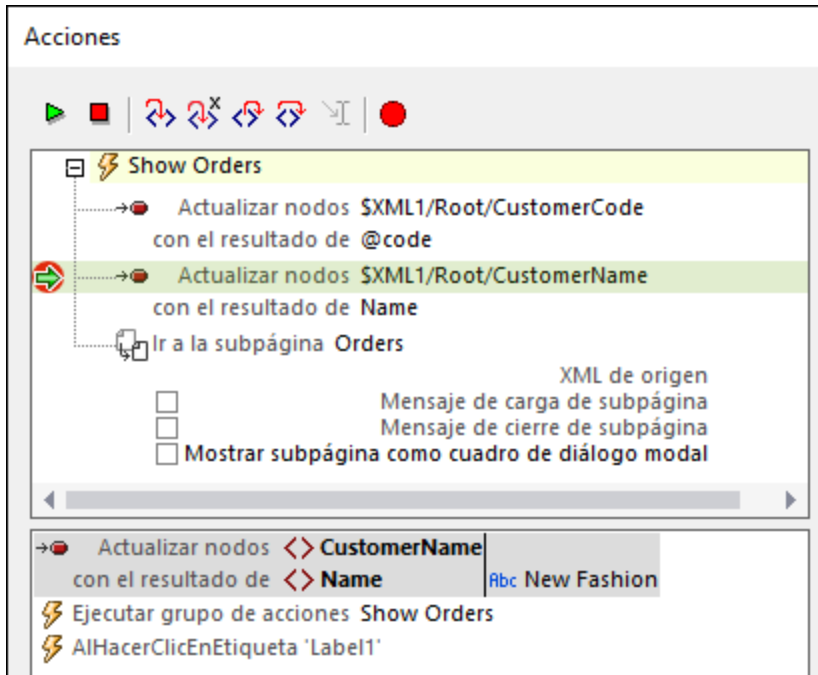 Acciones
x
Show Orders
Actualizar nodos $XML1/Root/CustomerCode
con el resultado de @code
Actualizar nodos $XML1/Root/CustomerName
con el resultado de Name
Ir a la subpágina Orders
XML de origen
Mensaje de carga de subpágina
Mensaje de cierre de subpágina
Mostrar subpágina como cuadro de diálogo modal
Actualizar nodos <> CustomerName
con el resultado de <> Name Abc New Fashion
Ejecutar grupo de acciones Show Orders
AlHacerClicEnEtiqueta 'Label1'